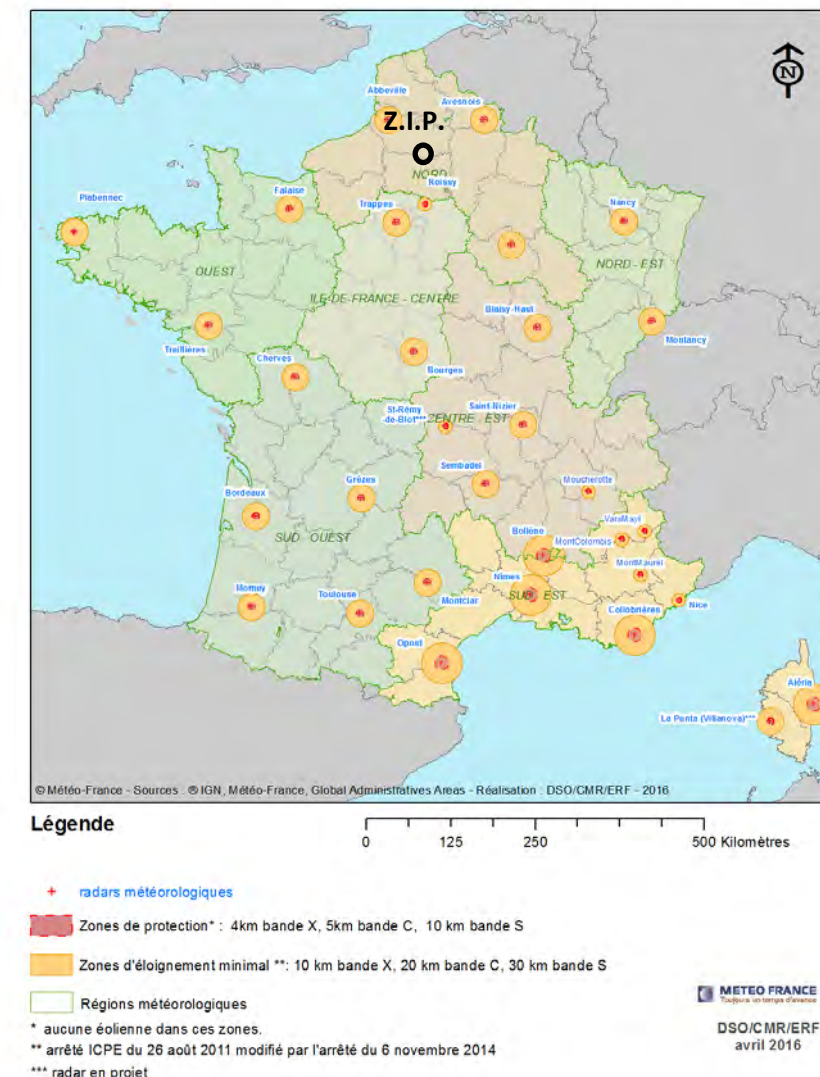 N
Abbeville
Avesnois
Z.I.P.
NORD
Roissy
Plabennec
Falaise
Trappes
Nancy
OUEST
NORD - EST
ILE-DE-FRANCE - CENTRE
Blaisy-Haut
Treillières
Montancy
Cherves
Bourges
St-Rémy
-de-Blot***
CENTRE - EST
Saint-Nizier
Sembadel
Moucherotte
Grèzes
Bordeaux
VarsMayt
Bollène
MontColombis
SUD - OUEST
MontMaurel
Nîmes
Momuy
Toulouse
Montclar
SUD - EST
Nice
Collobrières
Opoul
Aléria
La Punta (Villanova)***
© Météo-France - Sources : ® IGN, Météo-France, Global Administratives Areas - Réalisation : DSO/CMR/ERF - 2016
Légende
0 125 250 500 Kilomètres
radars météorologiques
Zones de protection* : 4km bande X, 5km bande C, 10 km bande S
Zones d'éloignement minimal **: 10 km bande X, 20 km bande C, 30 km bande S
Régions météorologiques
METEO FRANCE
Toujours un temps d'avance
* aucune éolienne dans ces zones.
DSO/CMR/ERF
** arrêté ICPE du 26 août 2011 modifié par l'arrêté du 6 novembre 2014
avril 2016
*** radar en projet